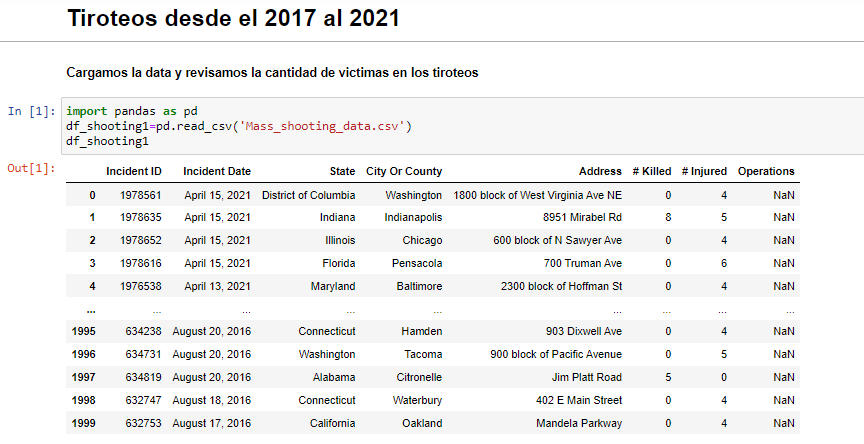 Tiroteos desde el 2017 al 2021
Cargamos la data y revisamos la cantidad de victimas en los tiroteos
In [1]: import pandas as pd
df_shooting1=pd.read_csv('Mass_shooting_data.csv')
df_shooting1
Out[1]:
Incident ID Incident Date State City Or County Address # Killed # Injured Operations
0 1978561 April 15, 2021 District of Columbia Washington 1800 block of West Virginia Ave NE 0 4 NaN
1 1978635 April 15, 2021 Indiana Indianapolis 8951 Mirabel Rd 8 5 NaN
2 1978652 April 15, 2021 Illinois Chicago 600 block of N Sawyer Ave 0 4 NaN
3 1978616 April 15, 2021 Florida Pensacola 700 Truman Ave 0 6 NaN
4 1976538 April 13, 2021 Maryland Baltimore 2300 block of Hoffman St 0 4 NaN
... ... ... ... ... ... ... ... ...
1995 634238 August 20, 2016 Connecticut Hamden 903 Dixwell Ave 0 4 NaN
1996 634731 August 20, 2016 Washington Tacoma 900 block of Pacific Avenue 0 5 NaN
1997 634819 August 20, 2016 Alabama Citronelle Jim Platt Road 5 0 NaN
1998 632747 August 18, 2016 Connecticut Waterbury 402 E Main Street 0 4 NaN
1999 632753 August 17, 2016 California Oakland Mandela Parkway 0 4 NaN